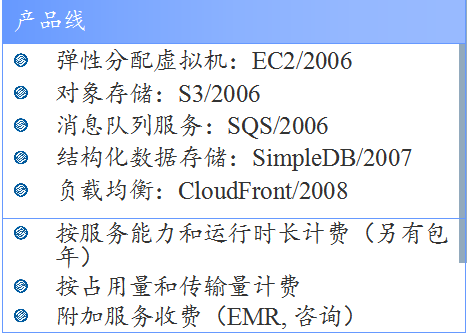 产品线
弹性分配虚拟机：EC2/2006
对象存储：S3/2006
消息队列服务：SQS/2006
结构化数据存储：SimpleDB/2007
负载均衡：CloudFront/2008
按服务能力和运行时长计费（另有包
年）
按占用量和传输量计费
附加服务收费（EMR, 咨询）